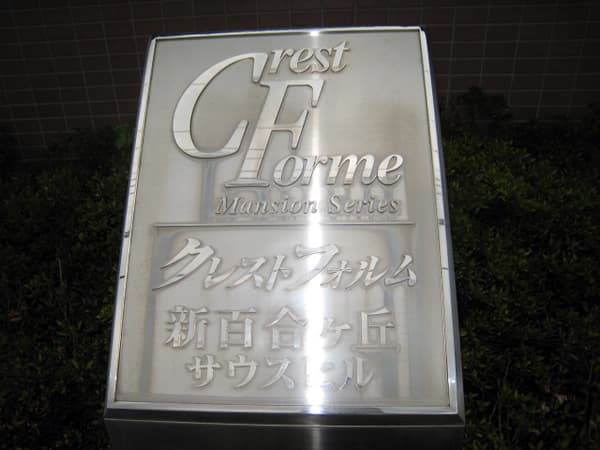 Crest
Forme
Mansion Series
クレストフォルム
新百合ヶ丘
サウスヒル